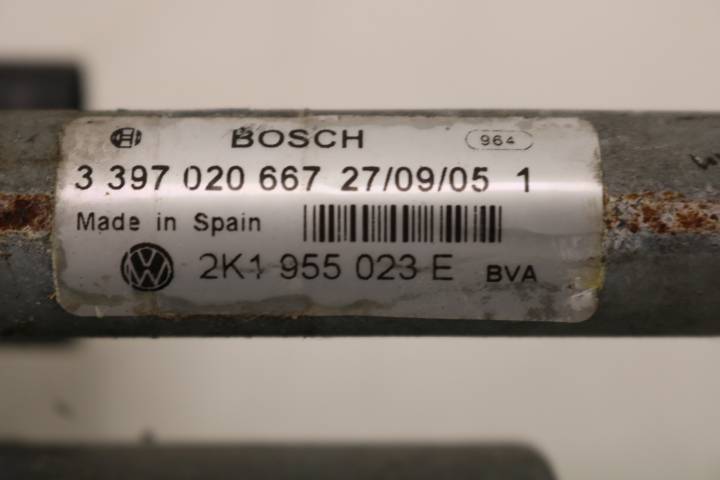 BOSCH 964
3 397 020 667 27/09/05 1
Made in Spain
2K1 955 023 E BVA